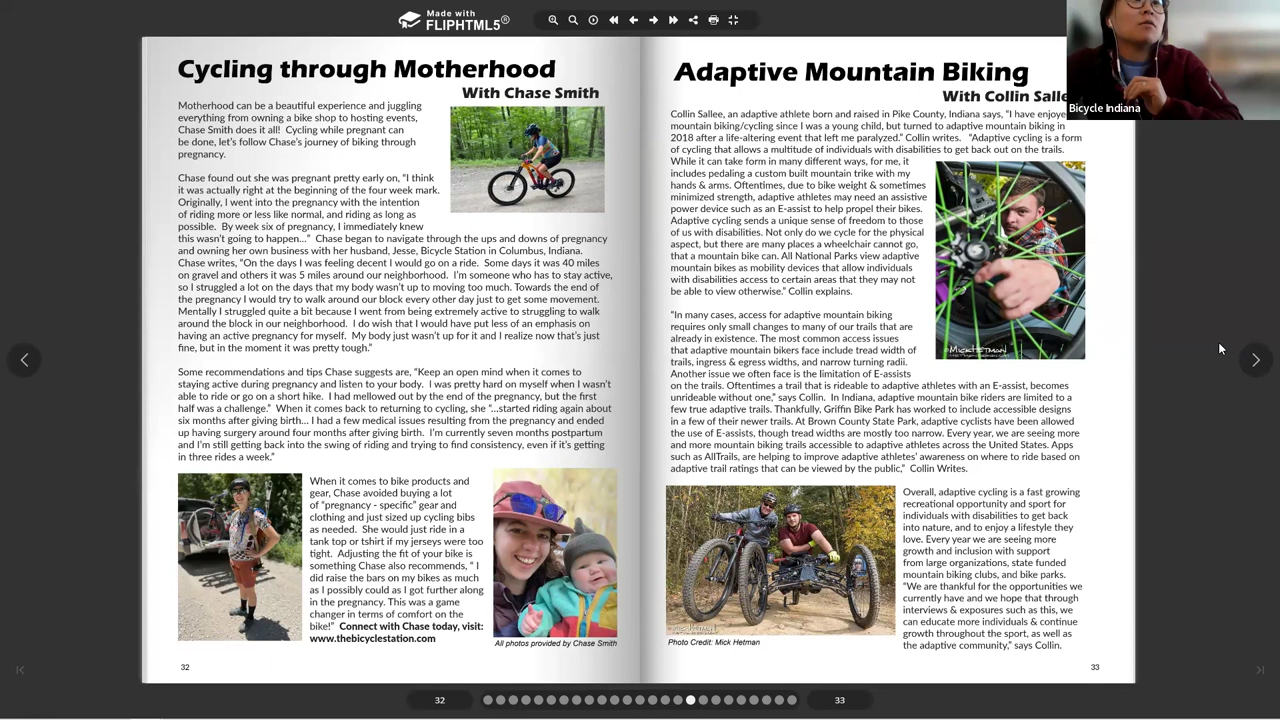 Made with
FLIPHTML5®
Cycling through Motherhood
With Chase Smith
Motherhood can be a beautiful experience and juggling
everything from owning a bike shop to hosting events,
Chase Smith does it all!  Cycling while pregnant can
be done, let's follow Chase's journey of biking through
pregnancy.
Chase found out she was pregnant pretty early on, "I think
it was actually right at the beginning of the four week mark.
Originally, I went into the pregnancy with the intention
of riding more or less like normal, and riding as long as
possible.  By week six of pregnancy, I immediately knew
this wasn't going to happen..."  Chase began to navigate through the ups and downs of pregnancy
and owning her own business with her husband, Jesse, Bicycle Station in Columbus, Indiana.
Chase writes, "On the days I was feeling decent I would go on a ride.  Some days it was 40 miles
on gravel and others it was 5 miles around our neighborhood.  I'm someone who has to stay active,
so I struggled a lot on the days that my body wasn't up to moving too much. Towards the end of
the pregnancy I would try to walk around our block every other day just to get some movement.
Mentally I struggled quite a bit because I went from being extremely active to struggling to walk
around the block in our neighborhood.  I do wish that I would have put less of an emphasis on
having an active pregnancy for myself.  My body just wasn't up for it and I realize now that's just
fine, but in the moment it was pretty tough."
Some recommendations and tips Chase suggests are, "Keep an open mind when it comes to
staying active during pregnancy and listen to your body.  I was pretty hard on myself when I wasn't
able to ride or go on a short hike.  I had mellowed out by the end of the pregnancy, but the first
half was a challenge."  When it comes back to returning to cycling, she "...started riding again about
six months after giving birth... I had a few medical issues resulting from the pregnancy and ended
up having surgery around four months after giving birth.  I'm currently seven months postpartum
and I'm still getting back into the swing of riding and trying to find consistency, even if it's getting
in three rides a week."
When it comes to bike products and
gear, Chase avoided buying a lot
of "pregnancy - specific" gear and
clothing and just sized up cycling bibs
as needed.  She would just ride in a
tank top or tshirt if my jerseys were too
tight.  Adjusting the fit of your bike is
something Chase also recommends, " I
did raise the bars on my bikes as much
as I possibly could as I got further along
in the pregnancy. This was a game
changer in terms of comfort on the
bike!"  Connect with Chase today, visit:
www.thebicyclestation.com
All photos provided by Chase Smith
32
Adaptive Mountain Biking
With Collin Salle
Collin Sallee, an adaptive athlete born and raised in Pike County, Indiana says, "I have enjoye
mountain biking/cycling since I was a young child, but turned to adaptive mountain biking in
2018 after a life-altering event that left me paralyzed." Collin writes.   "Adaptive cycling is a form
of cycling that allows a multitude of individuals with disabilities to get back out on the trails.
While it can take form in many different ways, for me, it
includes pedaling a custom built mountain trike with my
hands & arms. Oftentimes, due to bike weight & sometimes
minimized strength, adaptive athletes may need an assistive
power device such as an E-assist to help propel their bikes.
Adaptive cycling sends a unique sense of freedom to those
of us with disabilities. Not only do we cycle for the physical
aspect, but there are many places a wheelchair cannot go,
that a mountain bike can. All National Parks view adaptive
mountain bikes as mobility devices that allow individuals
with disabilities access to certain areas that they may not
be able to view otherwise." Collin explains.
"In many cases, access for adaptive mountain biking
requires only small changes to many of our trails that are
already in existence. The most common access issues
that adaptive mountain bikers face include tread width of
trails, ingress & egress widths, and narrow turning radii.
Another issue we often face is the limitation of E-assists
on the trails. Oftentimes a trail that is rideable to adaptive athletes with an E-assist, becomes
unrideable without one," says Collin.  In Indiana, adaptive mountain bike riders are limited to a
few true adaptive trails. Thankfully, Griffin Bike Park has worked to include accessible designs
in a few of their newer trails. At Brown County State Park, adaptive cyclists have been allowed
the use of E-assists, though tread widths are mostly too narrow. Every year, we are seeing more
and more mountain biking trails accessible to adaptive athletes across the United States. Apps
such as AllTrails, are helping to improve adaptive athletes' awareness on where to ride based on
adaptive trail ratings that can be viewed by the public,"  Collin Writes.
MICK HETMAN
Photo Credit: Mick Hetman
Overall, adaptive cycling is a fast growing
recreational opportunity and sport for
individuals with disabilities to get back
into nature, and to enjoy a lifestyle they
love. Every year we are seeing more
growth and inclusion with support
from large organizations, state funded
mountain biking clubs, and bike parks.
"We are thankful for the opportunities we
currently have and we hope that through
interviews & exposures such as this, we
can educate more individuals & continue
growth throughout the sport, as well as
the adaptive community," says Collin.
33
Bicycle Indiana
32
33